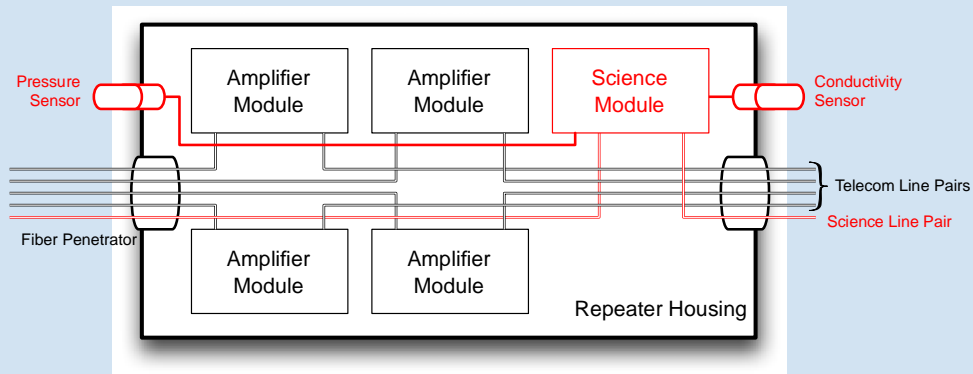 Pressure
Sensor
Amplifier
Module
Amplifier
Module
Science
Module
Conductivity
Sensor
Telecom Line Pairs
Science Line Pair
Fiber Penetrator
Amplifier
Module
Amplifier
Module
Repeater Housing